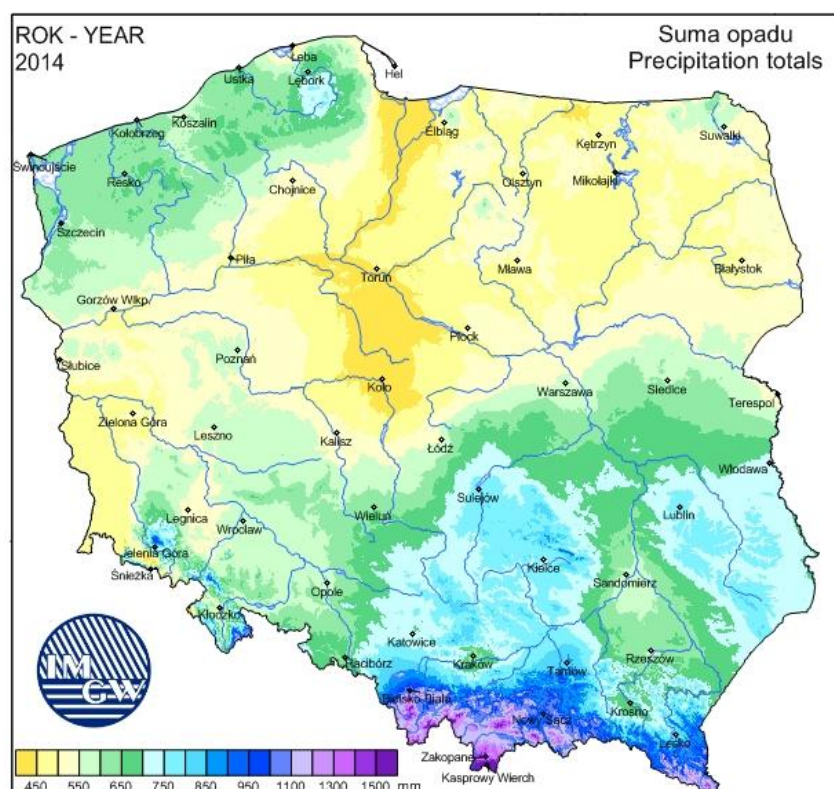 ROK - YEAR
2014
Suma opadu
Precipitation totals
Łeba
Hel
Ustka
Lębork
Koszalin
Kołobrzeg
Elbląg
Kętrzyn
Suwałki
Świnoujście
Resko
Chojnice
Olsztyn
Mikołajki
Szczecin
Piła
Toruń
Mława
Białystok
Gorzów Wlkp.
Płock
Słubice
Poznań
Koło
Warszawa
Siedlce
Terespol
Zielona Góra
Leszno
Kalisz
Łódź
Włodawa
Sulejów
Legnica
Wrocław
Wieluń
Lublin
Jelenia Góra
Śnieżka
Kielce
Sandomierz
Opole
Kłodzko
Katowice
Racibórz
Kraków
Tarnów
Rzeszów
Bielsko Biała
Nowy Sącz
Krosno
Lesko
Zakopane
Kasprowy Wierch
IM
GW
450 550 650 750 850 950 1100 1300 1500 mm